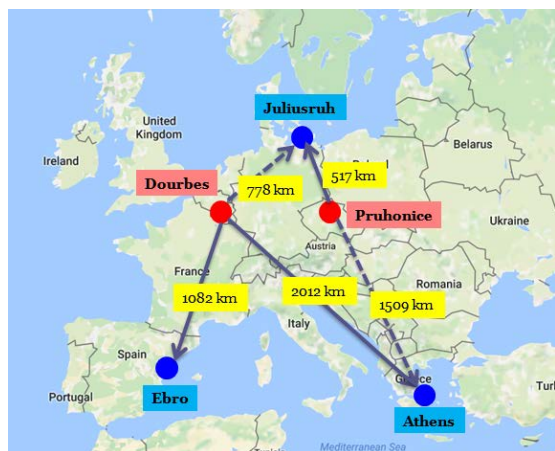 Juliusruh
United
Kingdom
Ireland
Belarus
Poland
517 km
Dourbes
778 km
Pruhonice
Ukraine
Austria
France
Romania
1082 km
2012 km
1509 km
Italy
Spain
Portugal
Greece
Ebro
Athens
Mediterranean Sea